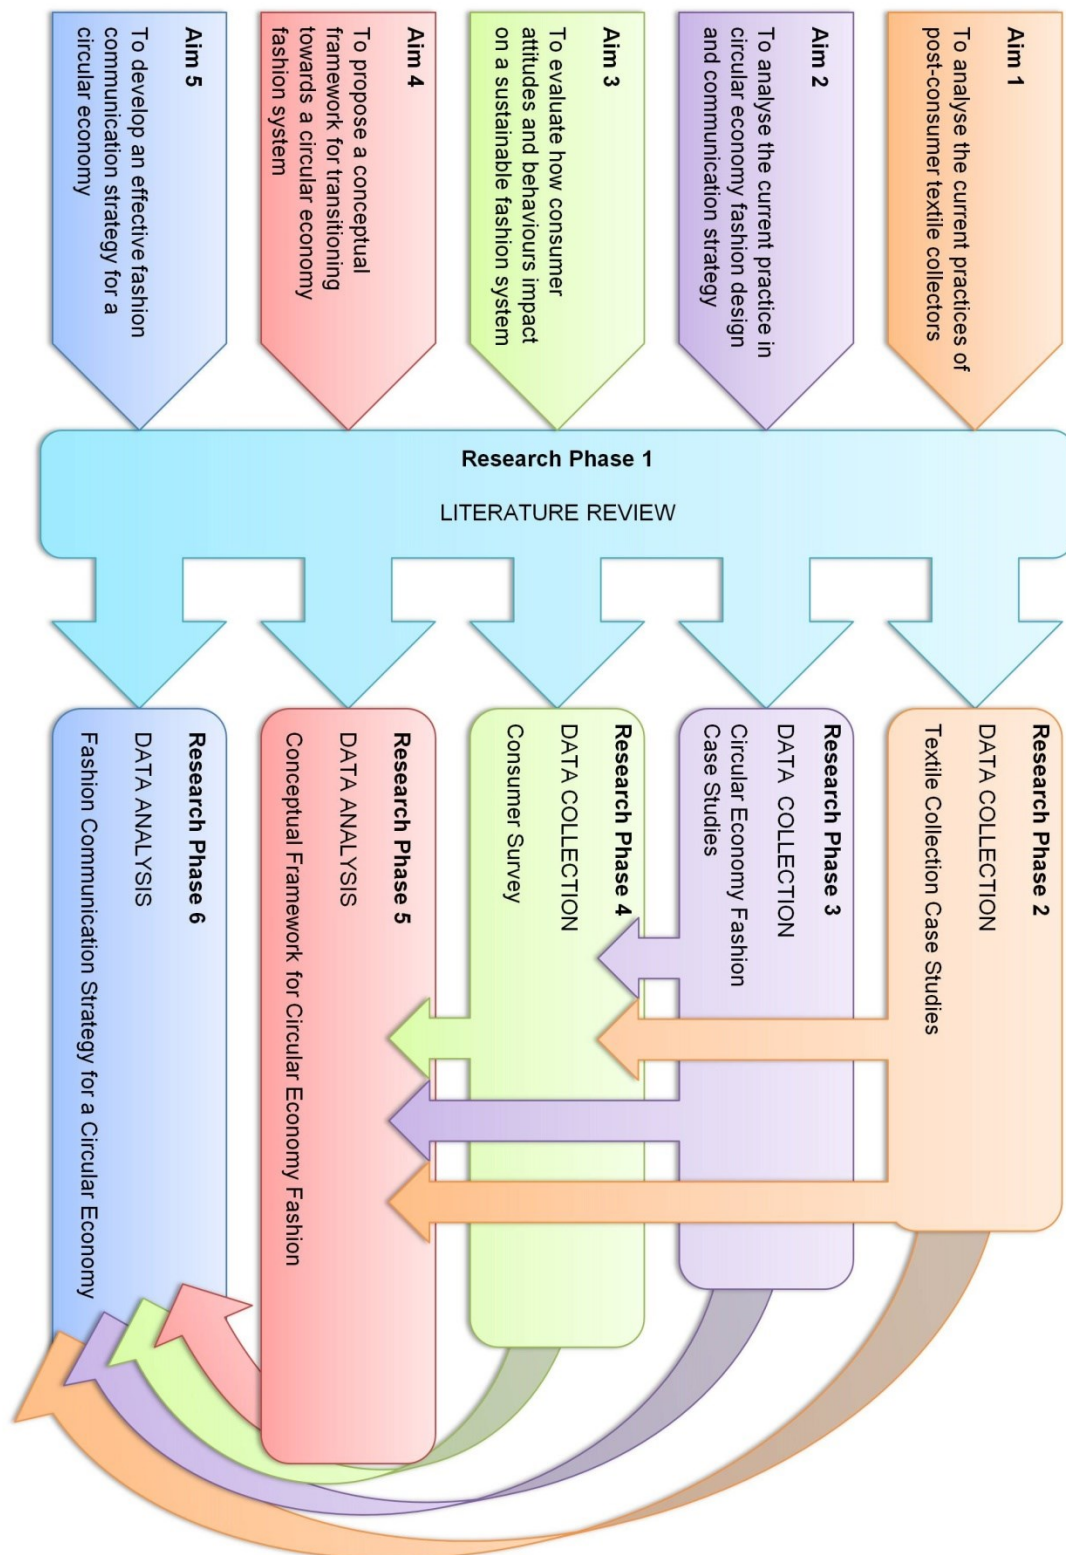 Aim 1
To analyse the current practices of
post-consumer textile collectors
Aim 2
To analyse the current practice in
circular economy fashion design
and communication strategy
Aim 3
To evaluate how consumer
attitudes and behaviours impact
on a sustainable fashion system
Aim 4
To propose a conceptual
framework for transitioning
towards a circular economy
fashion system
Aim 5
To develop an effective fashion
communication strategy for a
circular economy
Research Phase 1
LITERATURE REVIEW
Research Phase 2
DATA COLLECTION
Textile Collection Case Studies
Research Phase 3
DATA COLLECTION
Circular Economy Fashion
Case Studies
Research Phase 4
DATA COLLECTION
Consumer Survey
Research Phase 5
DATA ANALYSIS
Conceptual Framework for Circular Economy Fashion
Research Phase 6
DATA ANALYSIS
Fashion Communication Strategy for a Circular Economy